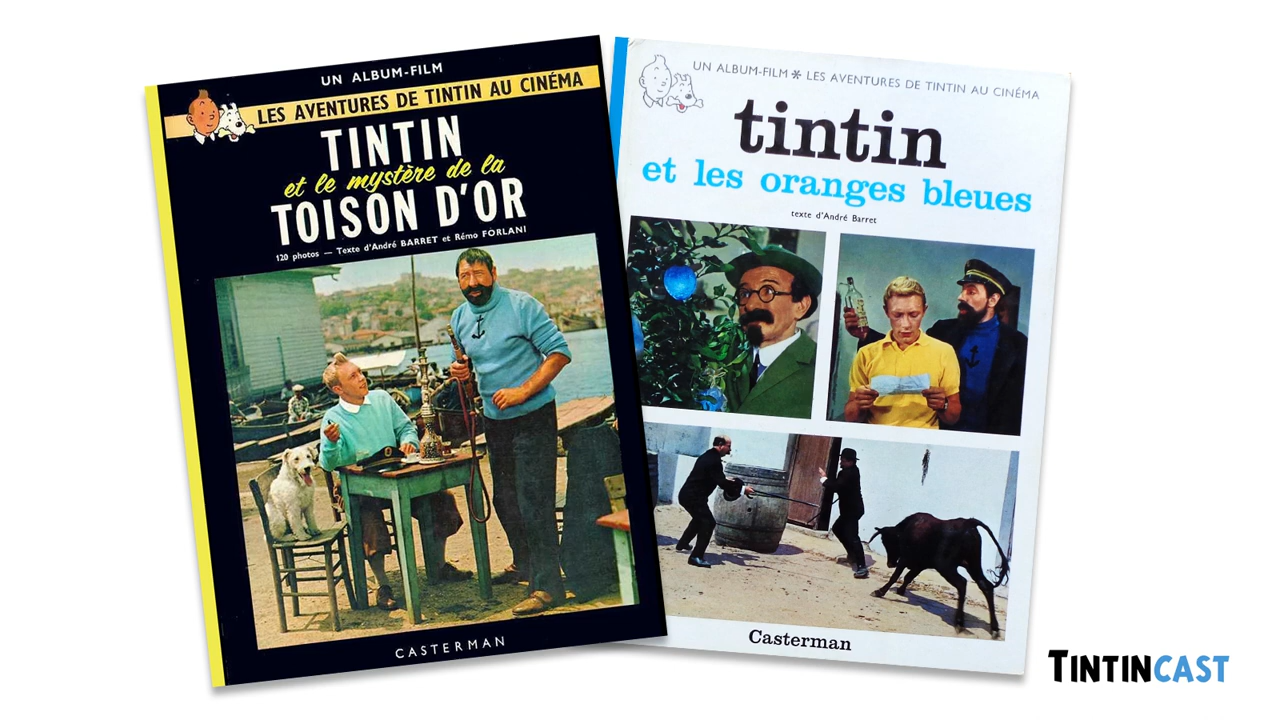 UN ALBUM-FILM
LES AVENTURES DE TINTIN AU CINÉMA
TINTIN
et le mystère de la
TOISON D'OR
120 photos — Texte d'André BARRET et Rémo FORLANI
CASTERMAN
UN ALBUM-FILM * LES AVENTURES DE TINTIN AU CINÉMA
tintin
et les oranges bleues
texte d'André Barret
Casterman
TINTINCAST